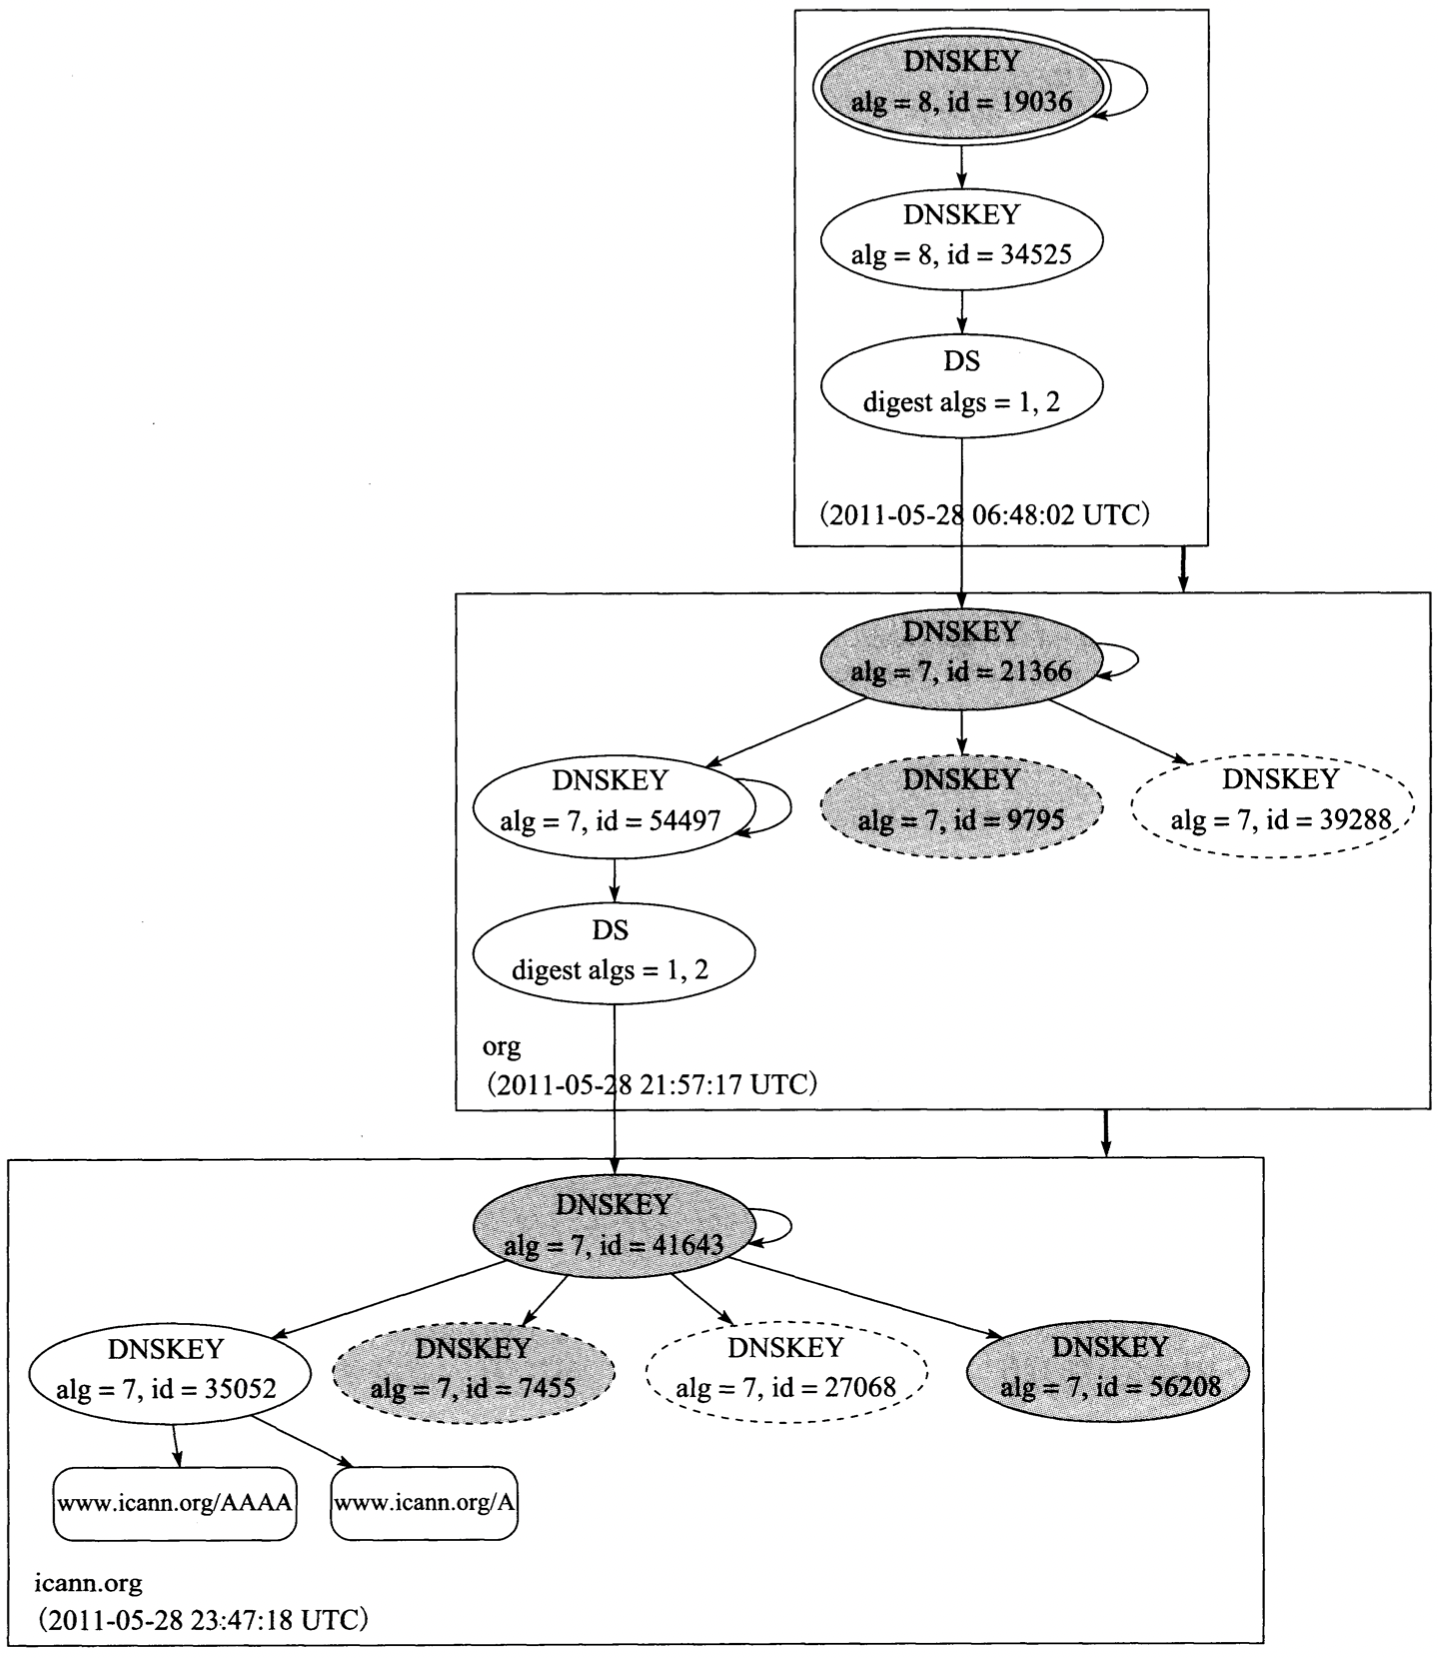 DNSKEY
alg = 8, id = 19036
DNSKEY
alg = 8, id = 34525
DS
digest algs = 1, 2
(2011-05-28 06:48:02 UTC)
DNSKEY
alg = 7, id = 21366
DNSKEY
alg = 7, id = 54497
DNSKEY
alg = 7, id = 9795
DNSKEY
alg = 7, id = 39288
DS
digest algs = 1, 2
org
(2011-05-28 21:57:17 UTC)
DNSKEY
alg = 7, id = 41643
DNSKEY
alg = 7, id = 35052
DNSKEY
alg = 7, id = 7455
DNSKEY
alg = 7, id = 27068
DNSKEY
alg = 7, id = 56208
www.icann.org/AAAA
www.icann.org/A
icann.org
(2011-05-28 23:47:18 UTC)